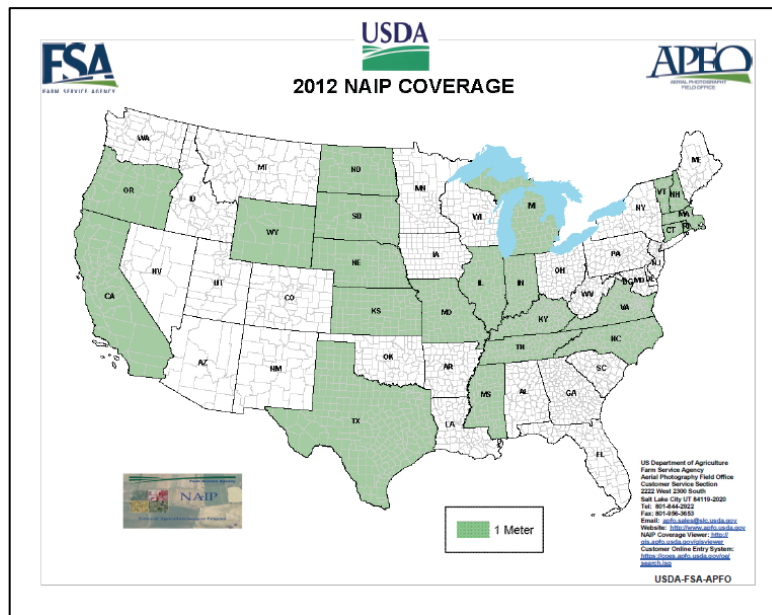 FSA
FARM SERVICE AGENCY
USDA
APFO
AERIAL PHOTOGRAPHY
FIELD OFFICE
2012 NAIP COVERAGE
WA
MT
ND
MN
ME
OR
ID
WY
SD
WI
MI
NY
VT
NH
MA
CT
RI
NV
UT
CO
NE
IA
IL
IN
OH
PA
NJ
CA
KS
MO
KY
WV
VA
MD
DE
DC
AZ
NM
OK
AR
TN
NC
SC
TX
LA
MS
AL
GA
FL
NAIP
1 Meter
US Department of Agriculture
Farm Service Agency
Aerial Photography Field Office
Customer Service Section
2222 West 2300 South
Salt Lake City UT 84119-2020
Tel: 801-844-2922
Fax: 801-956-3653
Email: apfo.sales@slc.usda.gov
Website: http://www.apfo.usda.gov
NAIP Coverage Viewer: http://
gis.apfo.usda.gov/gisviewer
Customer Online Entry System:
USDA-FSA-APFO